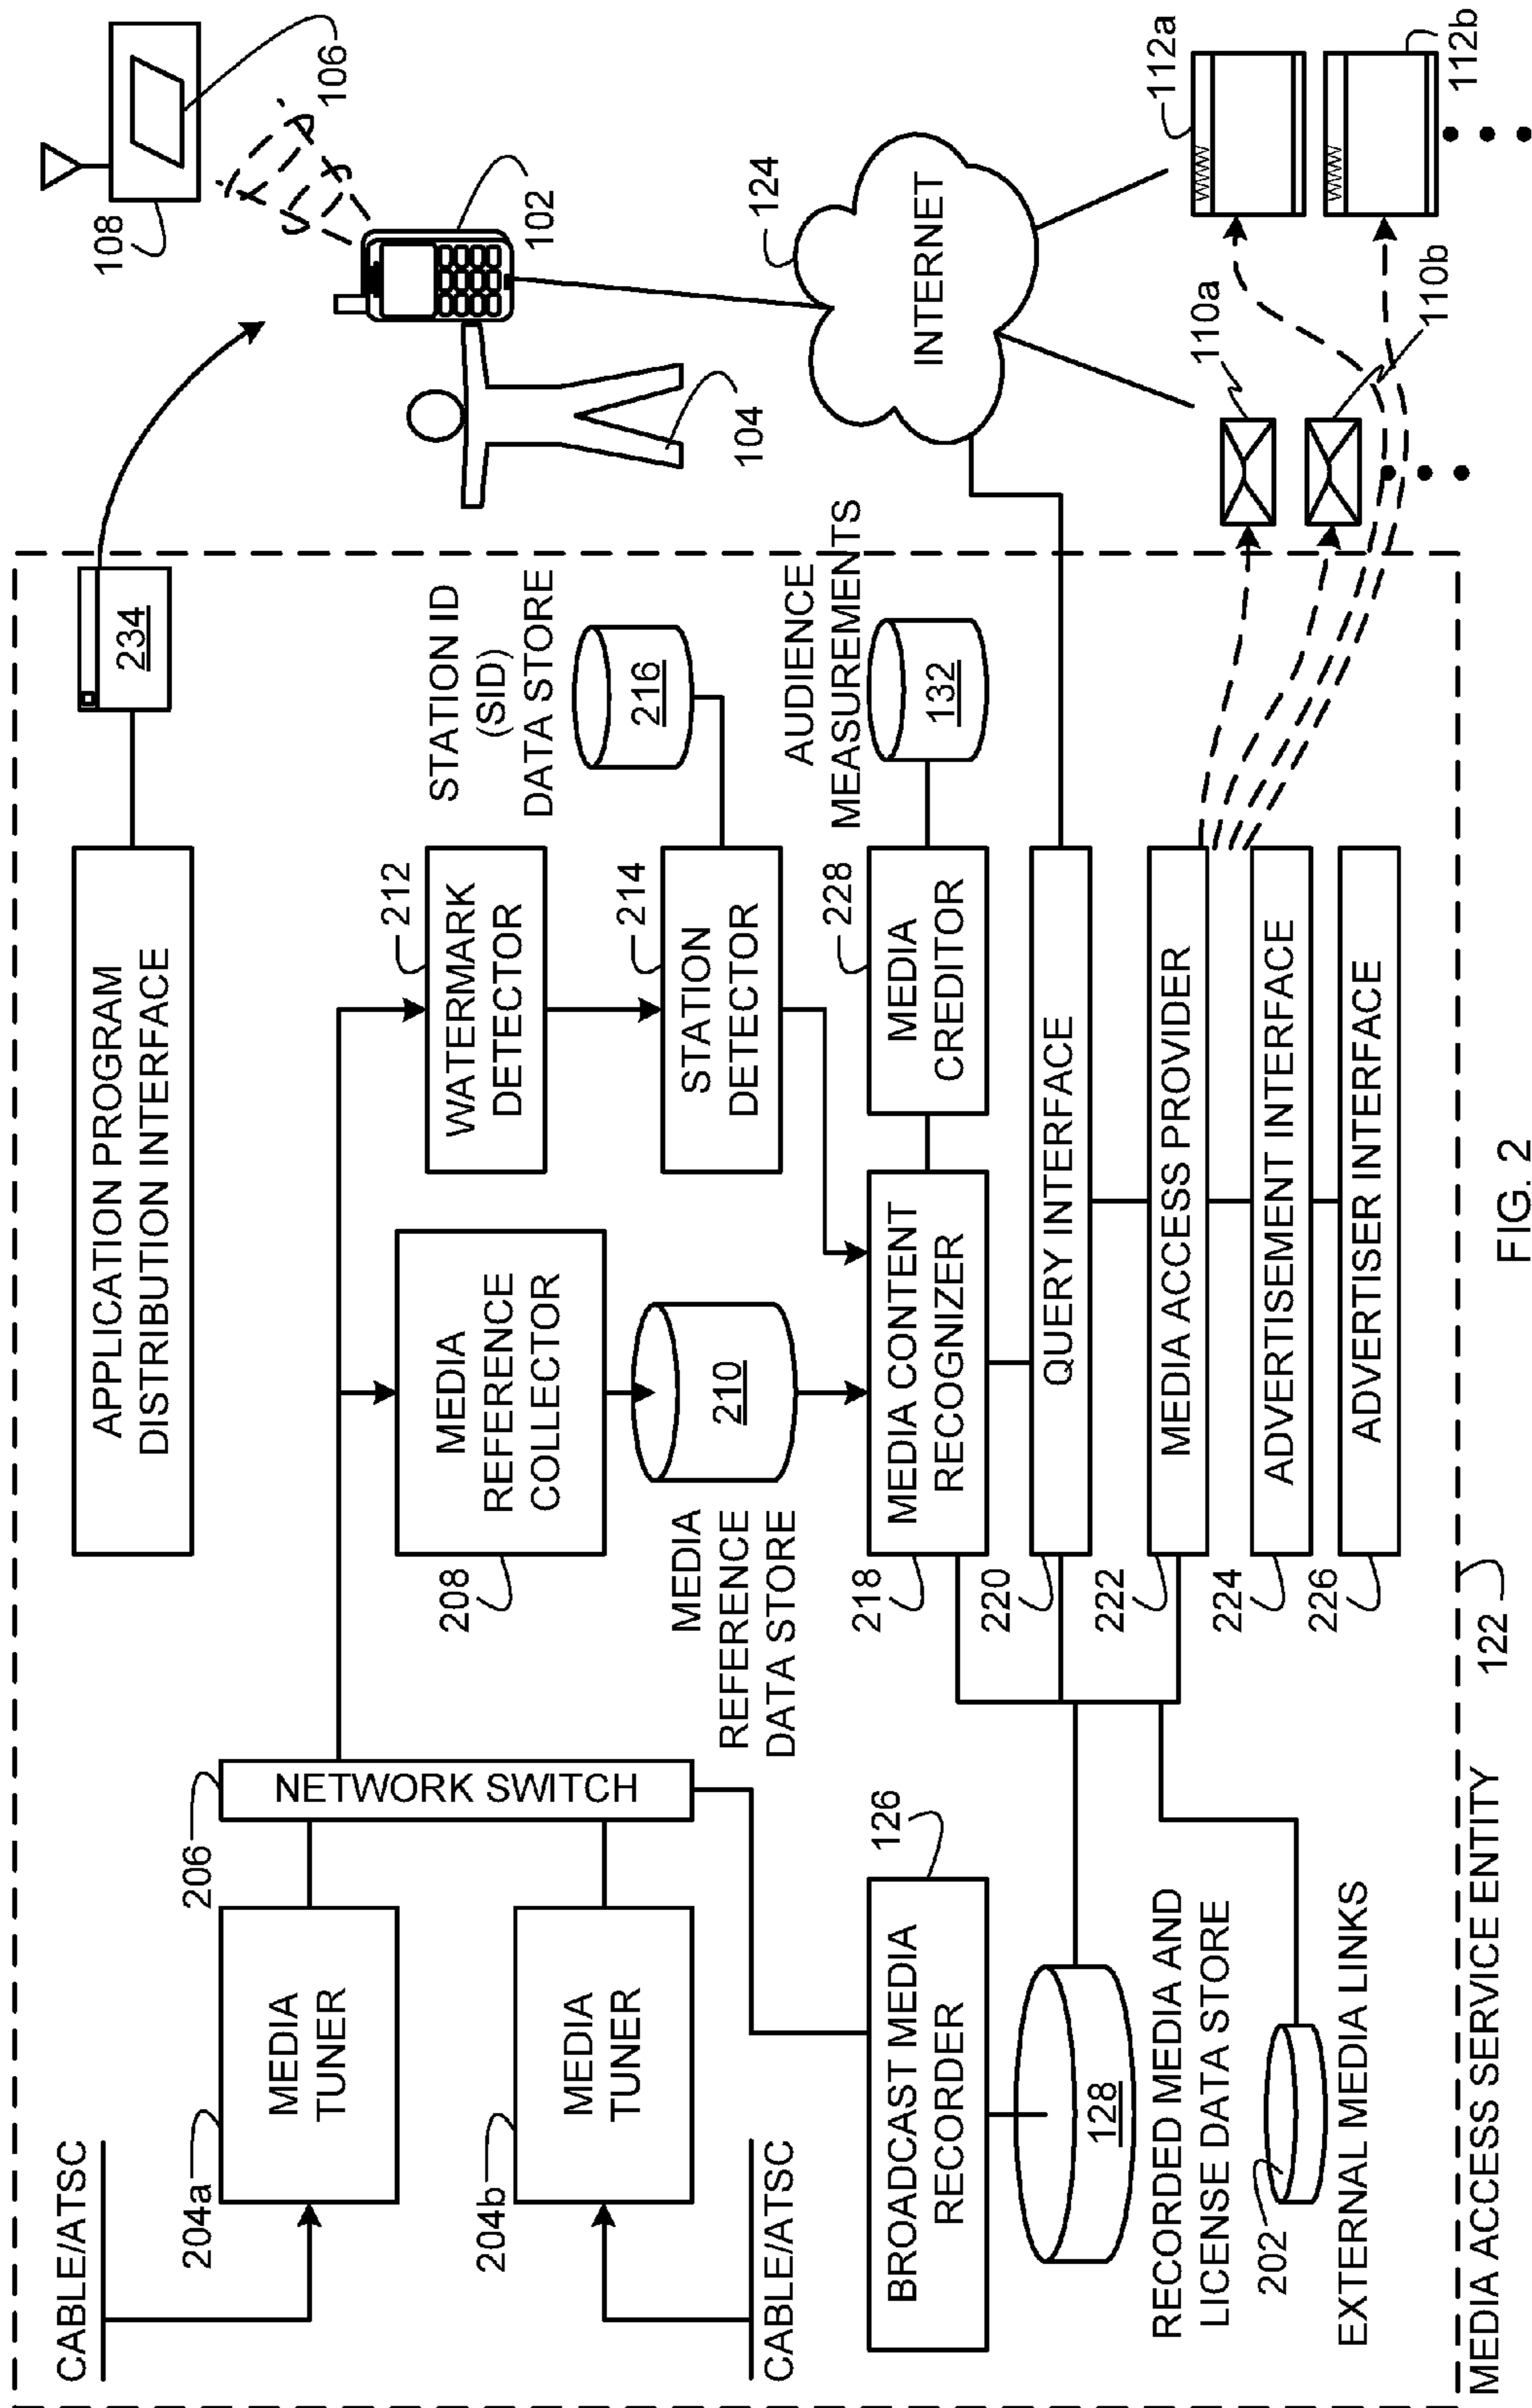 CABLE/ATSC
204a
MEDIA
TUNER
206
NETWORK SWITCH
204b
MEDIA
TUNER
CABLE/ATSC
APPLICATION PROGRAM
DISTRIBUTION INTERFACE
234
108
106
102
104
208
MEDIA
REFERENCE
COLLECTOR
212
WATERMARK
DETECTOR
STATION ID
(SID)
DATA STORE
216
214
STATION
DETECTOR
MEDIA
REFERENCE
DATA STORE
210
126
BROADCAST MEDIA
RECORDER
218
MEDIA CONTENT
RECOGNIZER
228
MEDIA
CREDITOR
AUDIENCE
MEASUREMENTS
132
124
INTERNET
128
RECORDED MEDIA AND
LICENSE DATA STORE
220
QUERY INTERFACE
222
MEDIA ACCESS PROVIDER
224
ADVERTISEMENT INTERFACE
226
ADVERTISER INTERFACE
202
EXTERNAL MEDIA LINKS
110a
110b
112a
112b
MEDIA ACCESS SERVICE ENTITY
122
FIG. 2